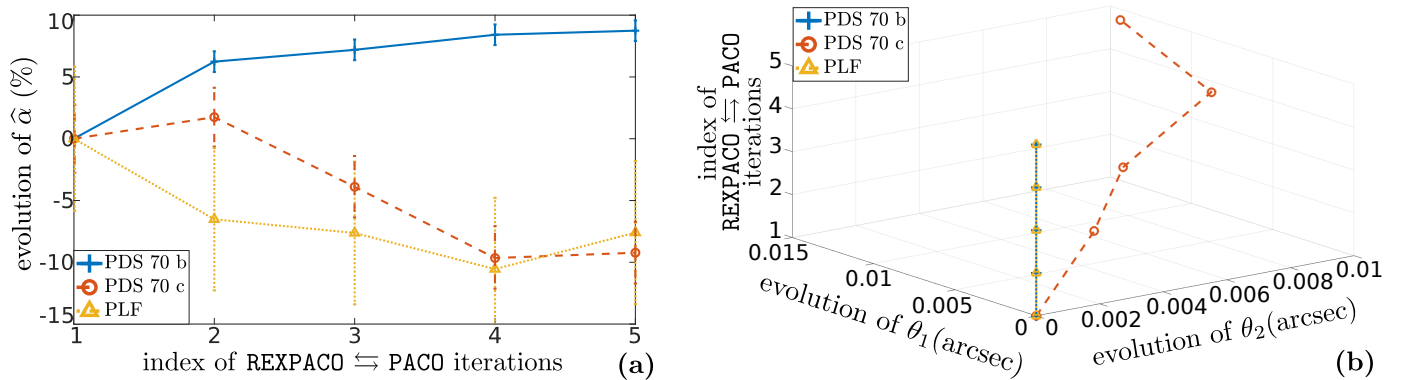 evolution of α̂ (%)
10
5
0
-5
-10
-15
PDS 70 b
PDS 70 c
PLF
1 2 3 4 5
index of REXPACO ⇆ PACO iterations
(a)
PDS 70 b
PDS 70 c
PLF
index of
REXPACO ⇆ PACO
iterations
5
4
3
2
1
0.015
0.01
0.005
0
evolution of θ₁(arcsec)
0 0.002 0.004 0.006 0.008 0.01
evolution of θ₂(arcsec)
(b)